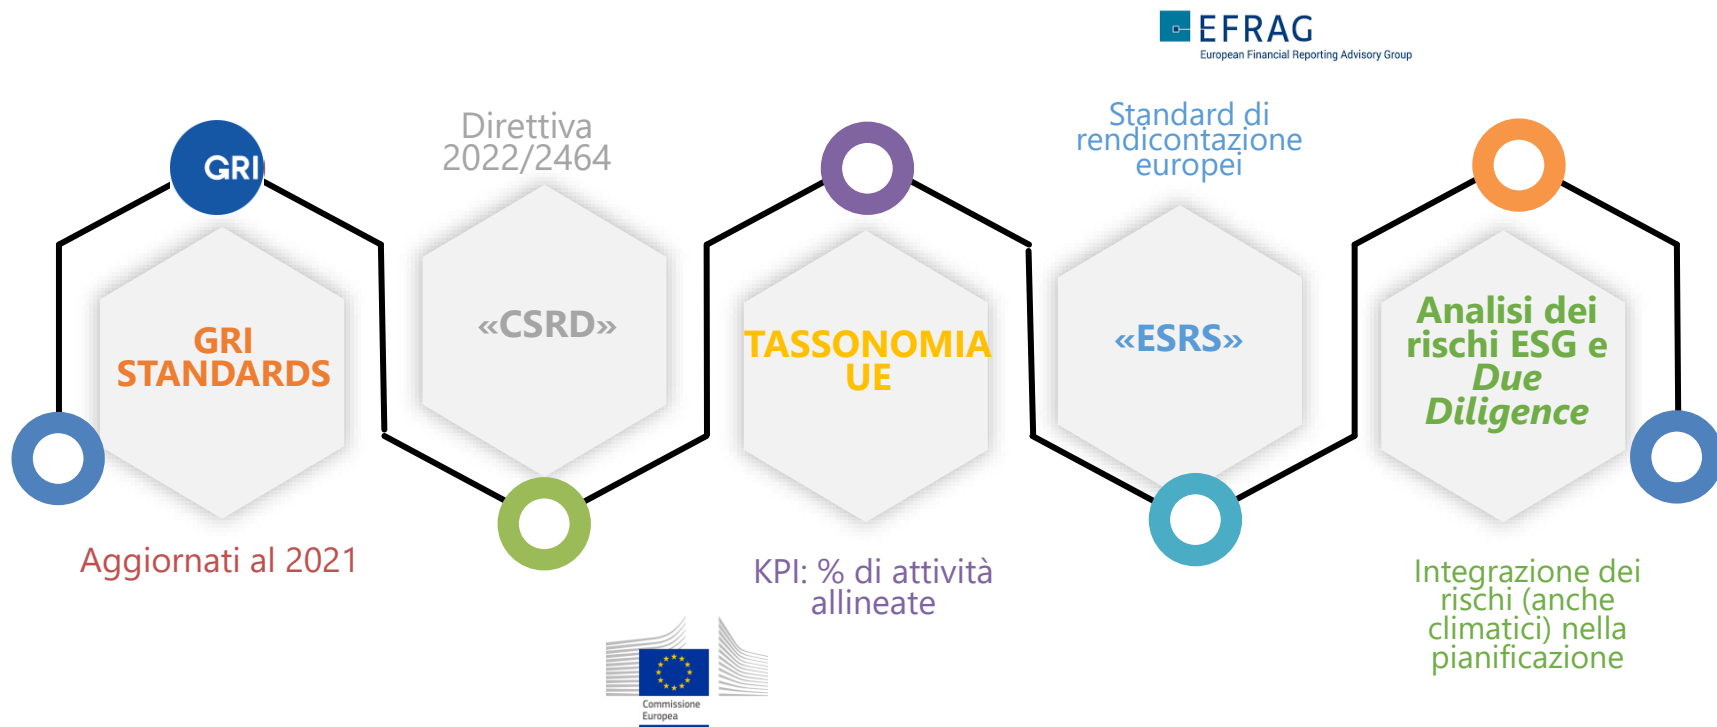 EFRAG
European Financial Reporting Advisory Group
GRI
GRI
STANDARDS
Aggiornati al 2021
Direttiva
2022/2464
«CSRD»
TASSONOMIA
UE
KPI: % di attività
allineate
Commissione
Europea
Standard di
rendicontazione
europei
«ESRS»
Analisi dei
rischi ESG e
Due
Diligence
Integrazione dei
rischi (anche
climatici) nella
pianificazione